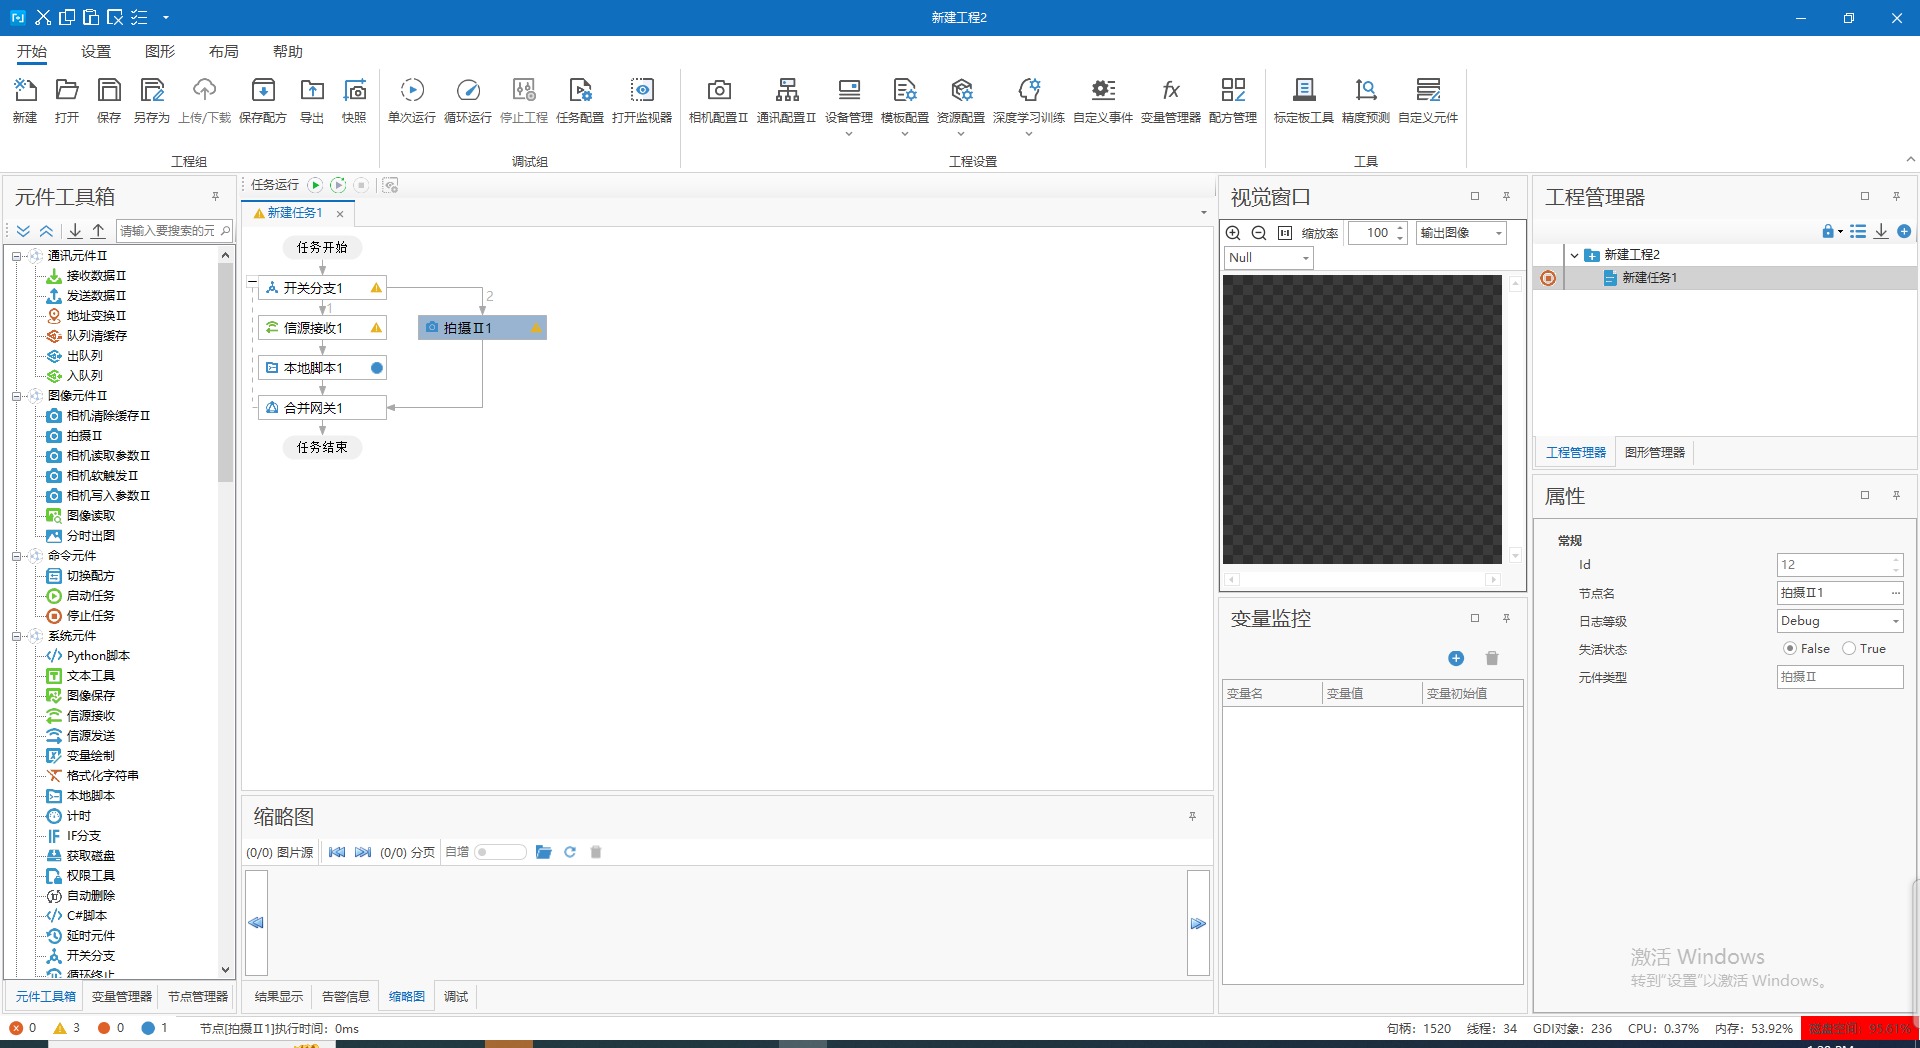 新建工程2
开始 设置 图形 布局 帮助
新建 打开 保存 另存为 上传/下载 保存配方 导出 快照 单次运行 循环运行 停止工程 任务配置 打开监视器 相机配置II 通讯配置II 设备管理 模板配置 资源配置 深度学习训练 自定义事件 变量管理器 配方管理 标定板工具 精度预测 自定义元件
工程组 调试组 工程设置 工具
元件工具箱
请输入要搜索的元
通讯元件II
接收数据II
发送数据II
地址变换II
队列清缓存
出队列
入队列
图像元件II
相机清除缓存II
拍摄II
相机读取参数II
相机软触发II
相机写入参数II
图像读取
分时出图
命令元件
切换配方
启动任务
停止任务
系统元件
Python脚本
文本工具
图像保存
信源接收
信源发送
变量绘制
格式化字符串
本地脚本
计时
IF分支
获取磁盘
权限工具
自动删除
C#脚本
延时元件
开关分支
循环终止
元件工具箱 变量管理器 节点管理器
任务运行
新建任务1
任务开始
开关分支1
1
2
信源接收1
拍摄II1
本地脚本1
合并网关1
任务结束
缩略图
(0/0) 图片源 (0/0) 分页 自增
结果显示 告警信息 缩略图 调试
视觉窗口
缩放率 100 输出图像
Null
变量监控
变量名 变量值 变量初始值
工程管理器
新建工程2
新建任务1
工程管理器 图形管理器
属性
常规
Id 12
节点名 拍摄II1
日志等级 Debug
失活状态 False True
元件类型 拍摄II
激活 Windows
转到"设置"以激活 Windows。
0 3 0 1 节点[拍摄II1]执行时间：0ms
句柄：1520 线程：34 GDI对象：236 CPU：0.37% 内存：53.92%